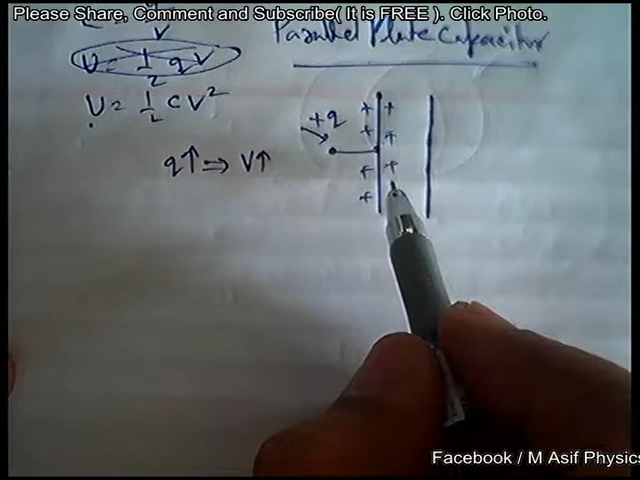 Please Share, Comment and Subscribe( It is FREE ). Click Photo.
V
Parallel Plate Capacitor
U = 1/2 qV
U = 1/2 CV²
+q
q↑ ⇒ V↑
+ +
+ +
+ +
+
Facebook / M Asif Physics